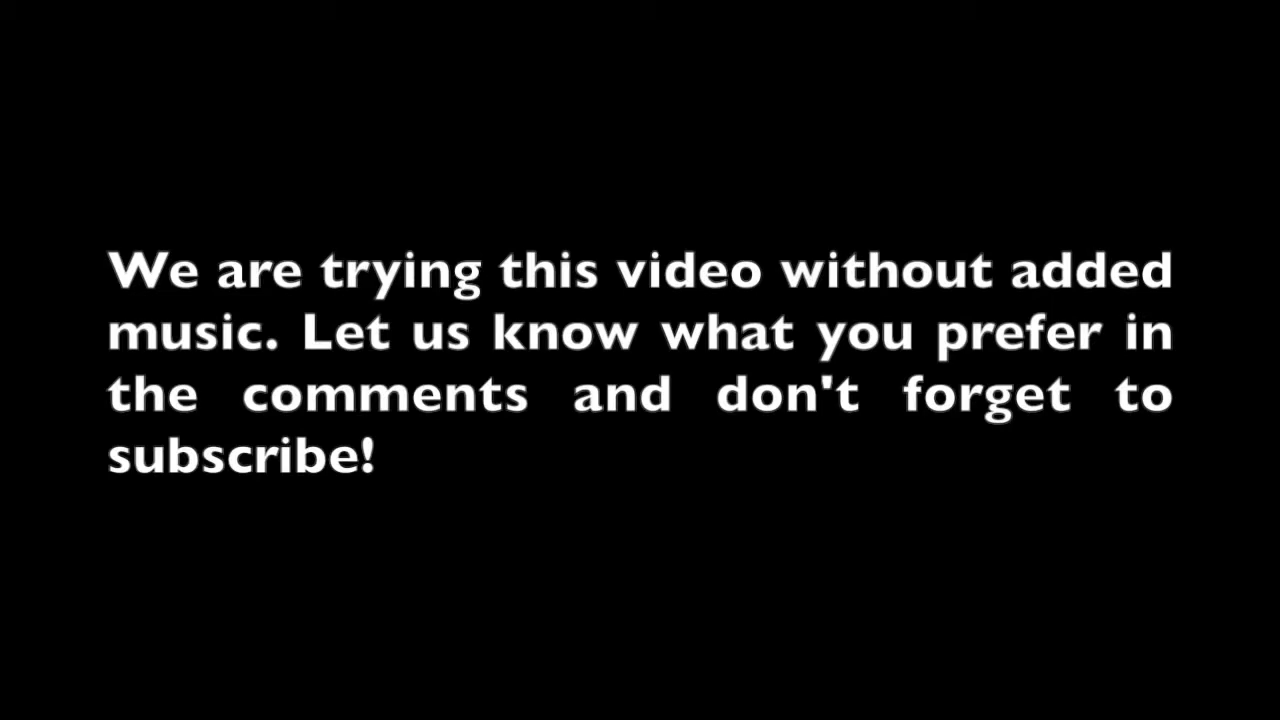 We are trying this video without added
music. Let us know what you prefer in
the comments and don't forget to
subscribe!